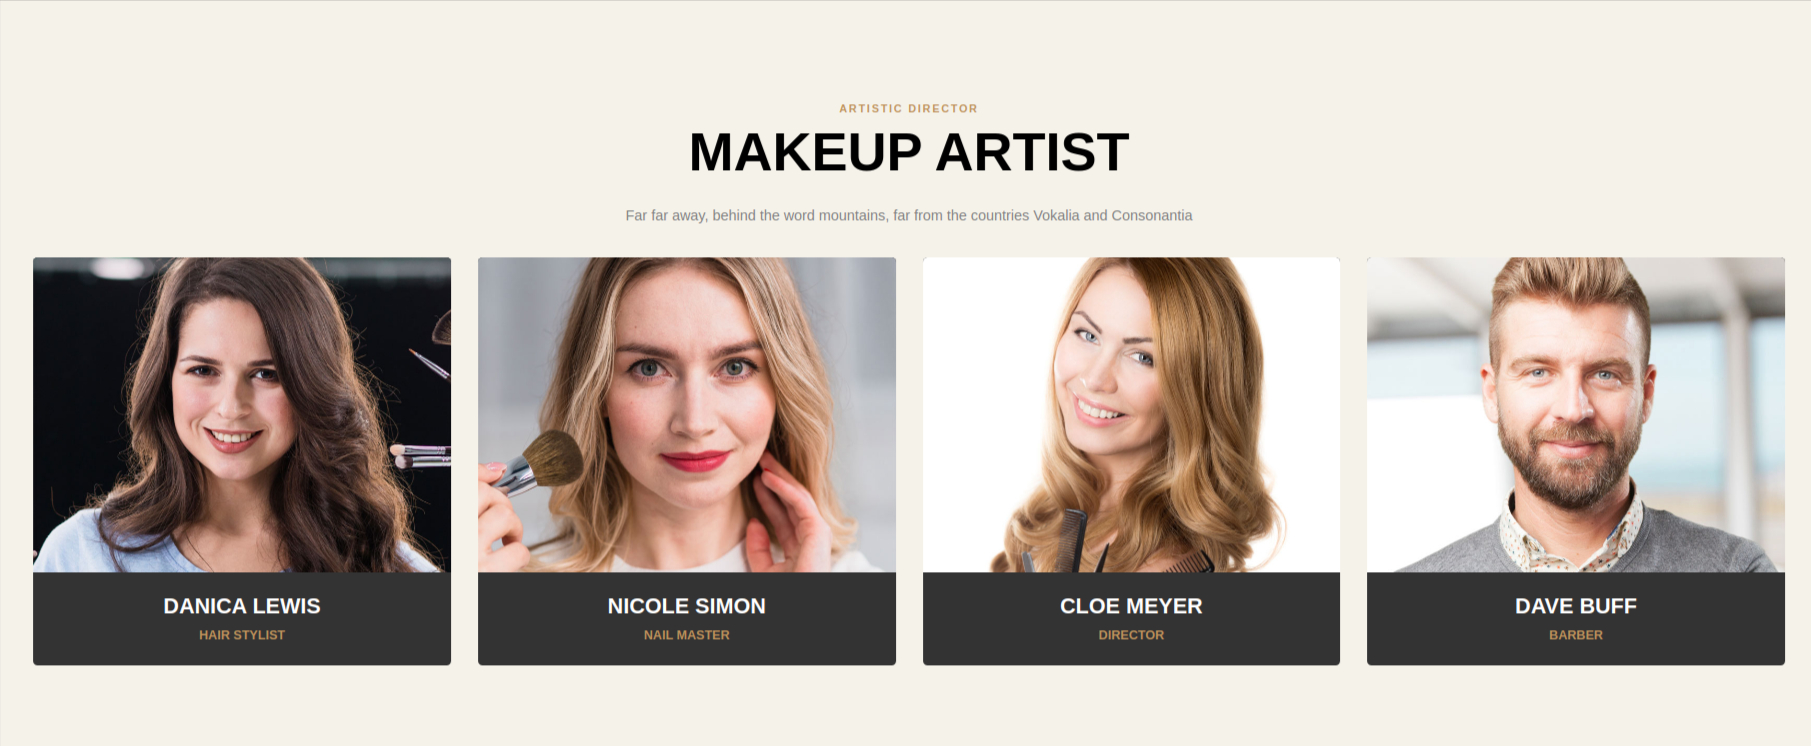 ARTISTIC DIRECTOR
MAKEUP ARTIST
Far far away, behind the word mountains, far from the countries Vokalia and Consonantia
DANICA LEWIS
HAIR STYLIST
NICOLE SIMON
NAIL MASTER
CLOE MEYER
DIRECTOR
DAVE BUFF
BARBER